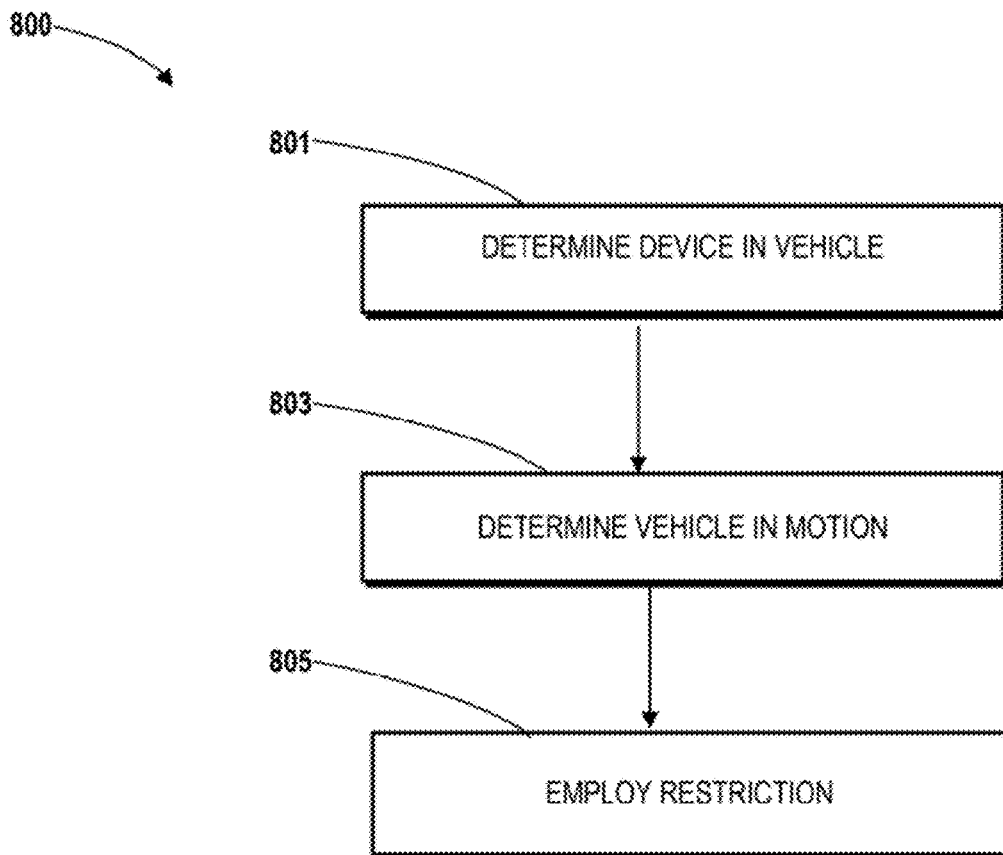 800
801
DETERMINE DEVICE IN VEHICLE
803
DETERMINE VEHICLE IN MOTION
805
EMPLOY RESTRICTION